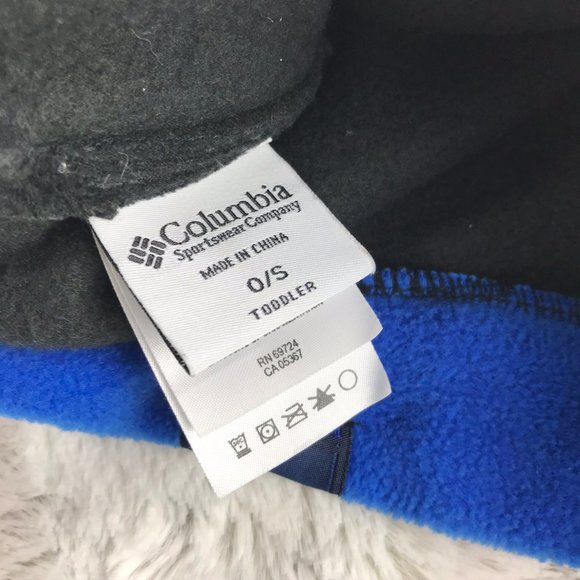 Columbia
Sportswear Company
MADE IN CHINA
O/S
TODDLER
RN 69724
CA 05367